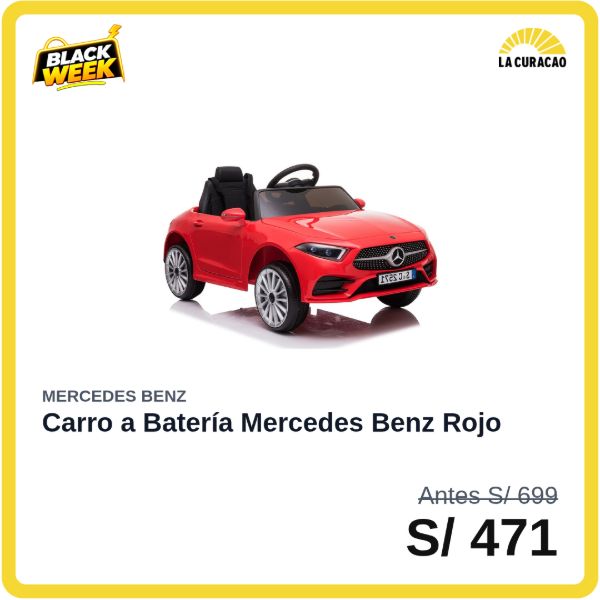 BLACK
WEEK
LA CURACAO
MERCEDES BENZ
Carro a Batería Mercedes Benz Rojo
Antes S/ 699
S/ 471